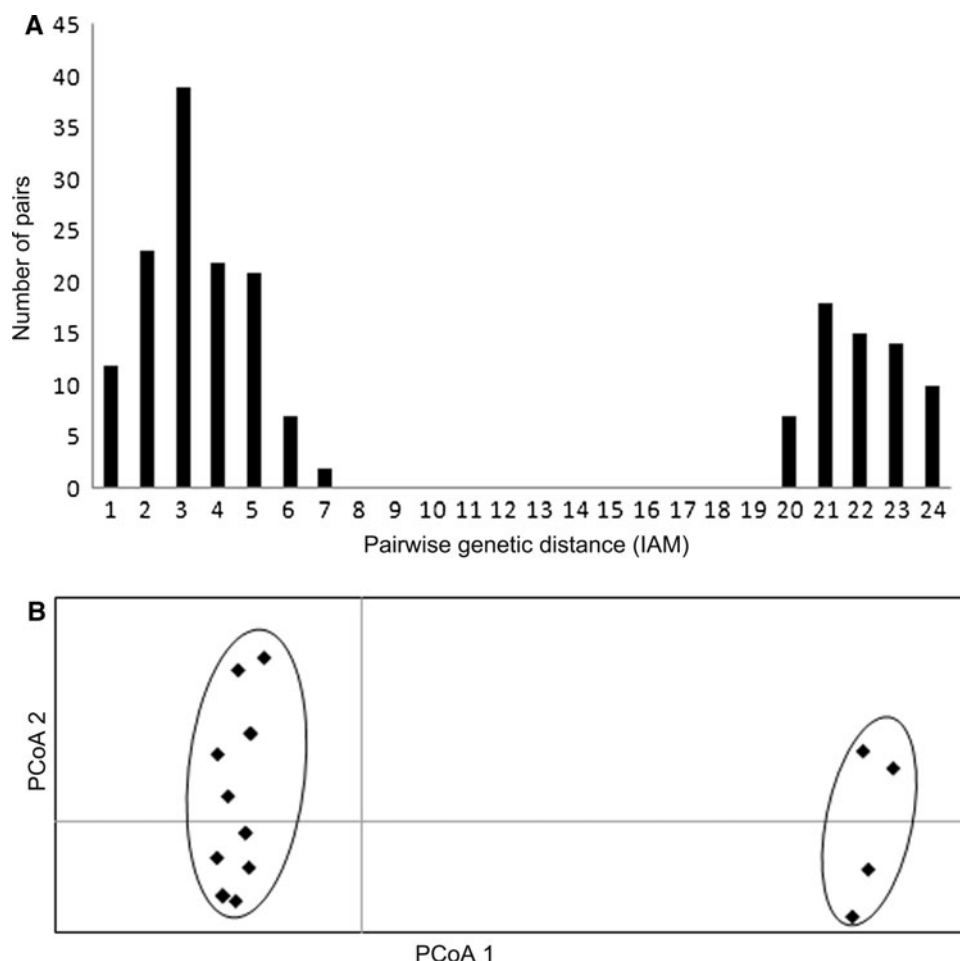 A
45
40
35
30
25
20
15
10
5
0
Number of pairs
1 2 3 4 5 6 7 8 9 10 11 12 13 14 15 16 17 18 19 20 21 22 23 24
Pairwise genetic distance (IAM)
B
PCoA 2
PCoA 1